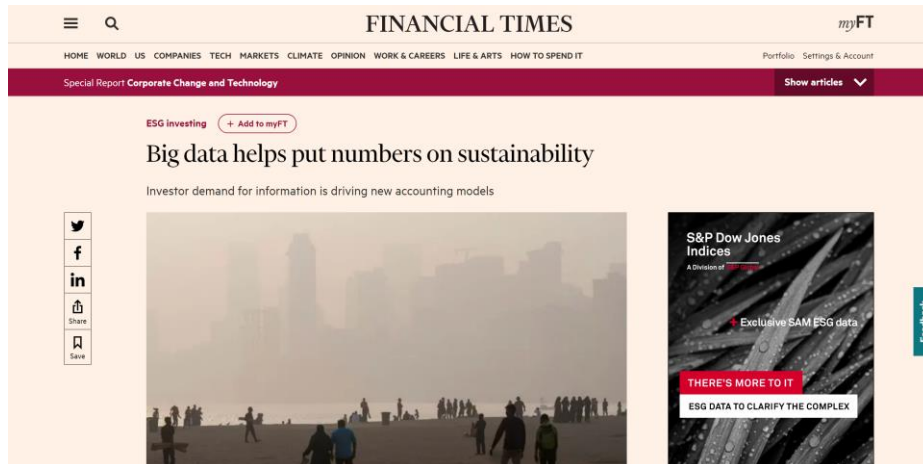 FINANCIAL TIMES
myFT
HOME WORLD US COMPANIES TECH MARKETS CLIMATE OPINION WORK & CAREERS LIFE & ARTS HOW TO SPEND IT
Portfolio Settings & Account
Special Report Corporate Change and Technology
Show articles
ESG investing
+ Add to myFT
Big data helps put numbers on sustainability
Investor demand for information is driving new accounting models
f
in
Share
Save
S&P Dow Jones
Indices
A Division of S&P Global
+ Exclusive SAM ESG data
THERE'S MORE TO IT
ESG DATA TO CLARIFY THE COMPLEX
Feedback